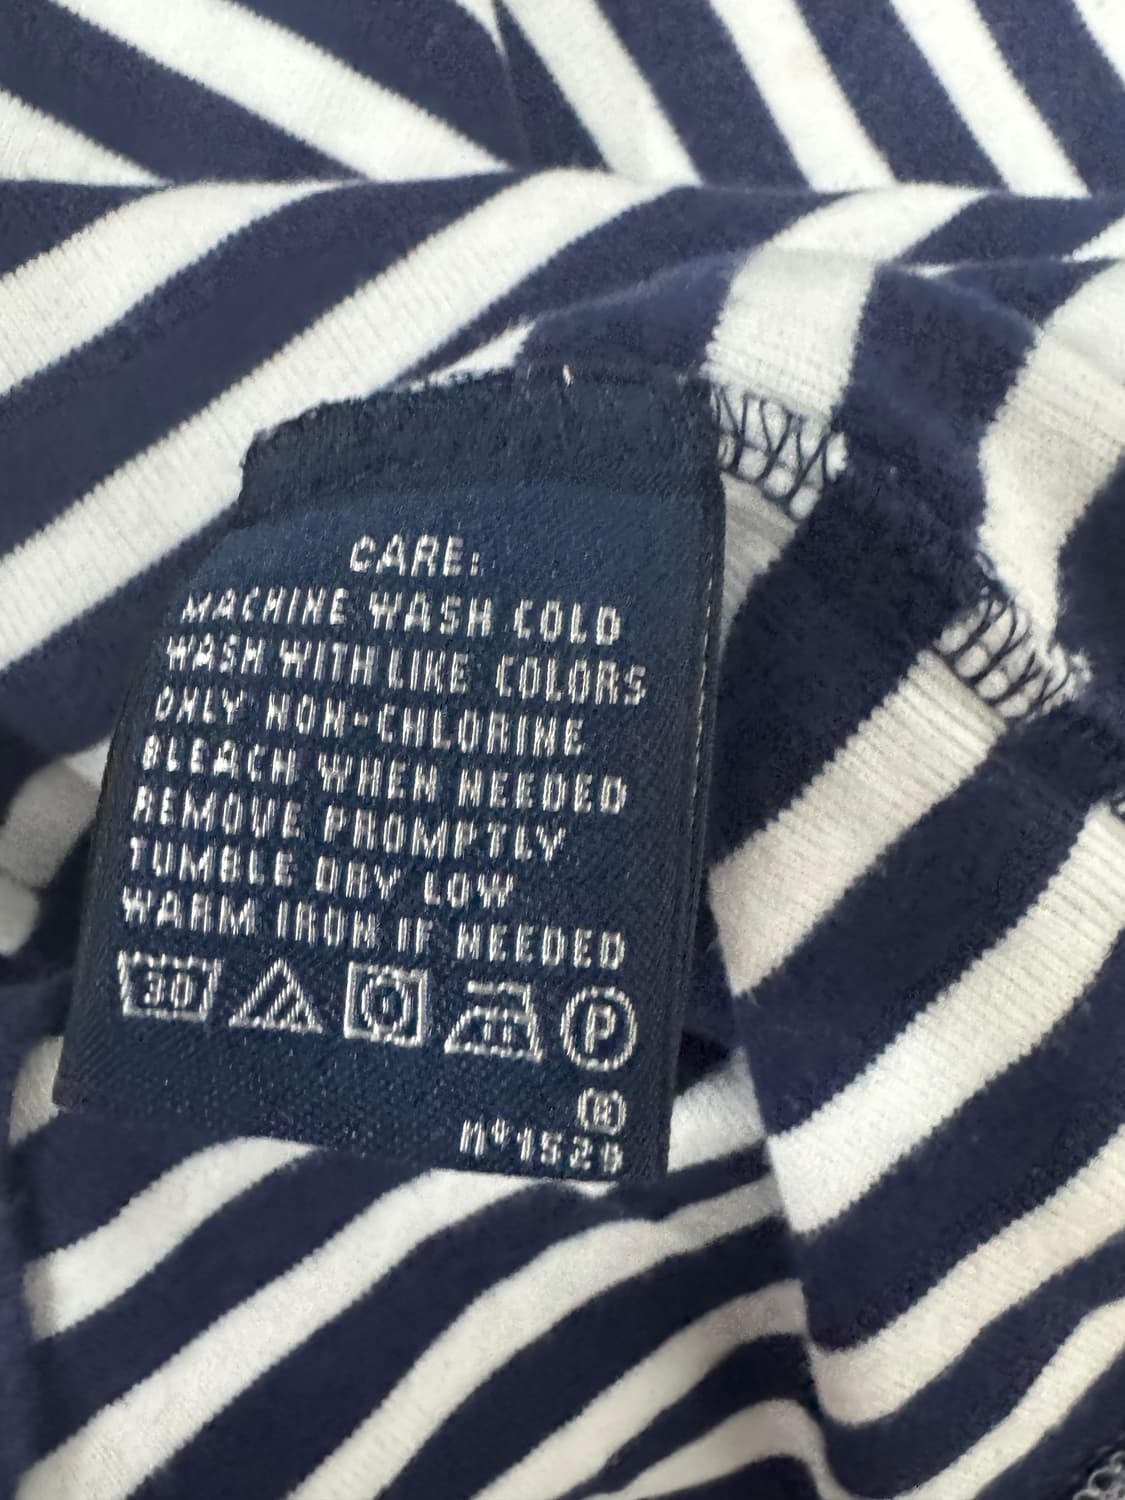 CARE:
MACHINE WASH COLD
WASH WITH LIKE COLORS
ONLY NON-CHLORINE
BLEACH WHEN NEEDED
REMOVE PROMPTLY
TUMBLE DRY LOW
WARM IRON IF NEEDED
30 P
®
n°1529